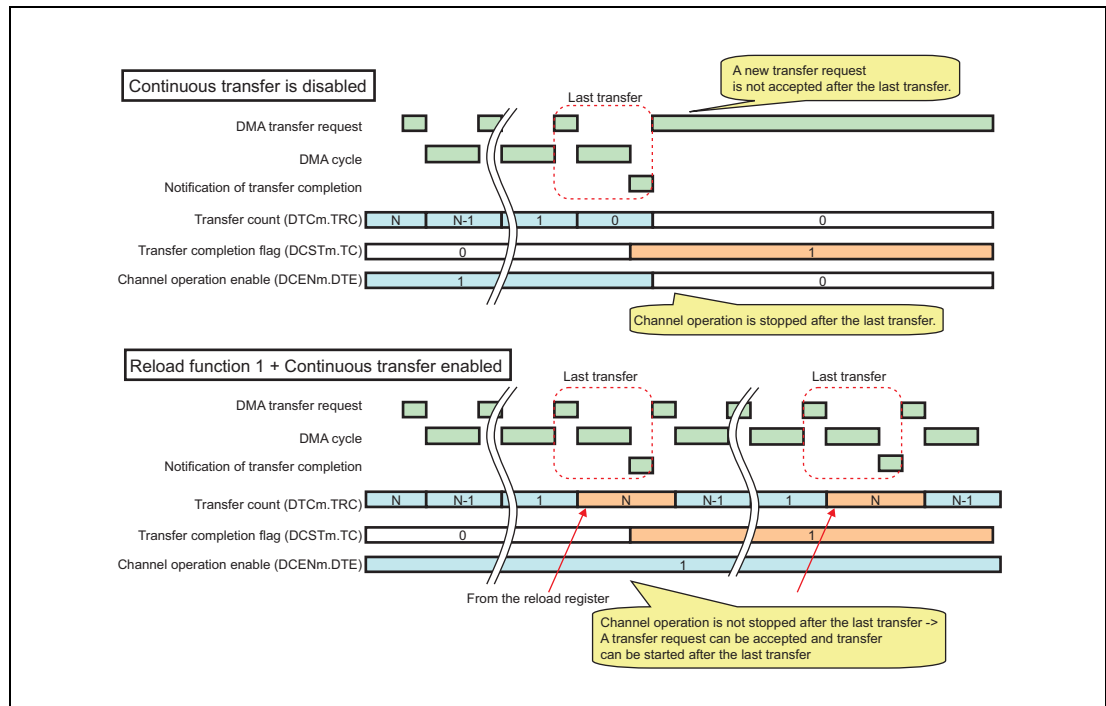 Continuous transfer is disabled
A new transfer request
is not accepted after the last transfer.
Last transfer
DMA transfer request
DMA cycle
Notification of transfer completion
Transfer count (DTCm.TRC) N N-1 1 0 0
Transfer completion flag (DCSTm.TC) 0 1
Channel operation enable (DCENm.DTE) 1 0
Channel operation is stopped after the last transfer.
Reload function 1 + Continuous transfer enabled
Last transfer Last transfer
DMA transfer request
DMA cycle
Notification of transfer completion
Transfer count (DTCm.TRC) N N-1 1 N N-1 1 N N-1
Transfer completion flag (DCSTm.TC) 0 1
Channel operation enable (DCENm.DTE) 1
From the reload register
Channel operation is not stopped after the last transfer ->
A transfer request can be accepted and transfer
can be started after the last transfer